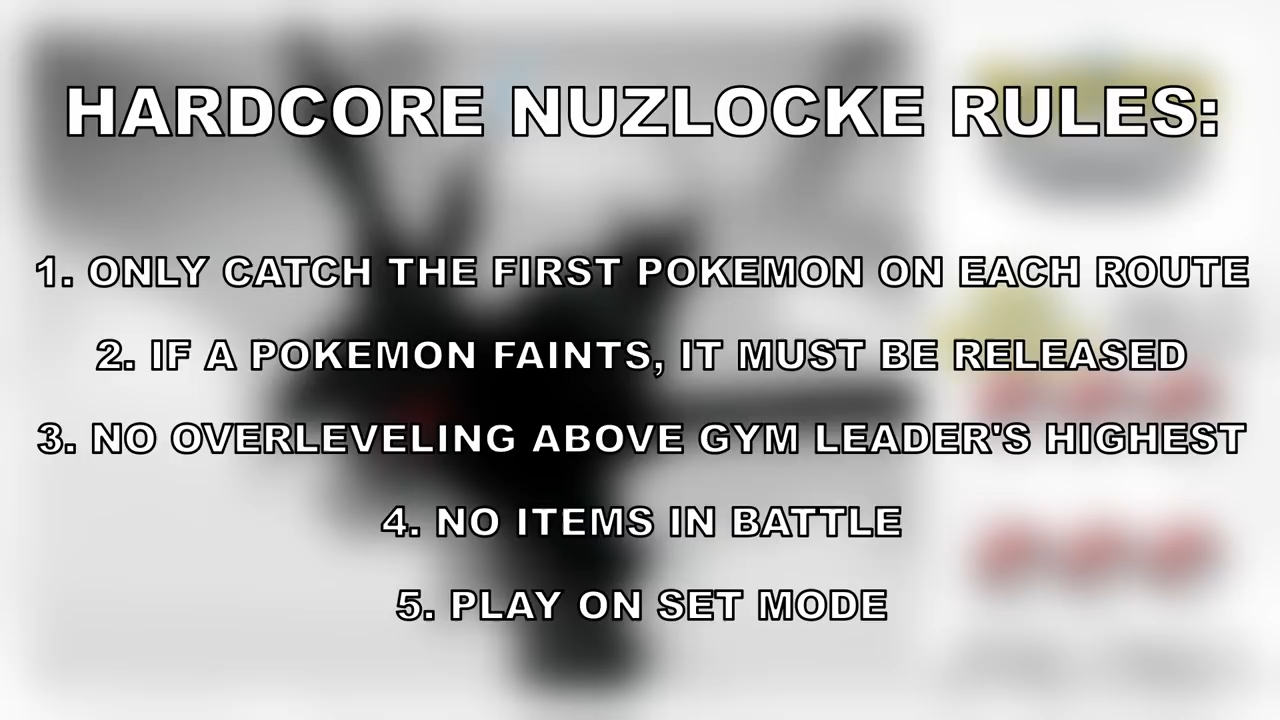 HARDCORE NUZLOCKE RULES:
1. ONLY CATCH THE FIRST POKEMON ON EACH ROUTE
2. IF A POKEMON FAINTS, IT MUST BE RELEASED
3. NO OVERLEVELING ABOVE GYM LEADER'S HIGHEST
4. NO ITEMS IN BATTLE
5. PLAY ON SET MODE